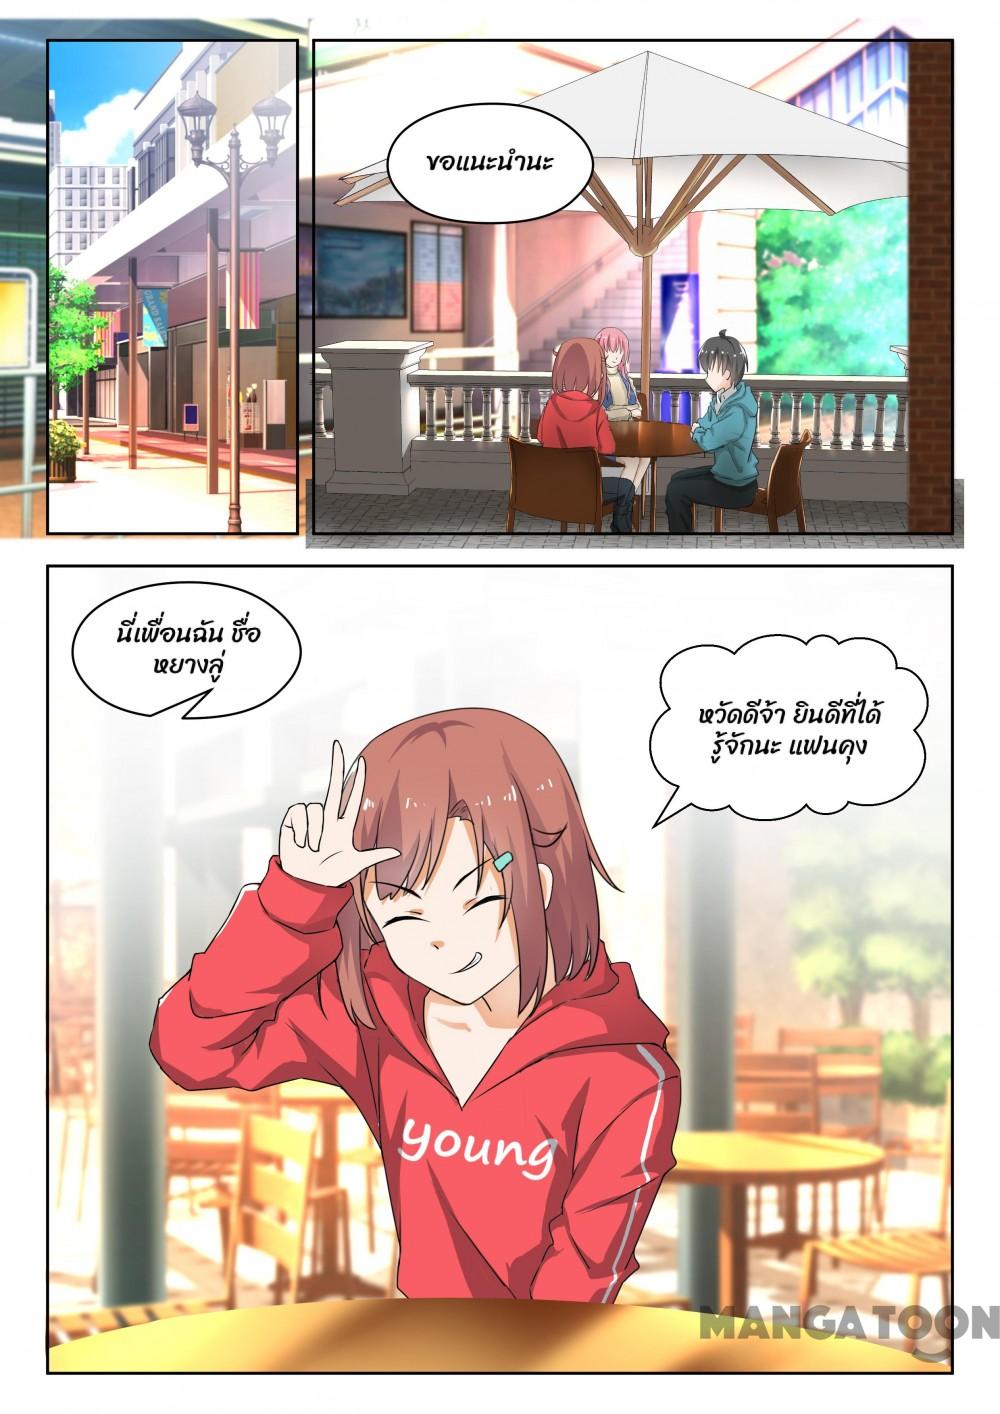 ขอแนะนำนะ
นี่เพื่อนฉัน ชื่อ
หยางลู่
หวัดดีจ้า ยินดีที่ได้
รู้จักนะ แฟนคุง
young
MANGATOON